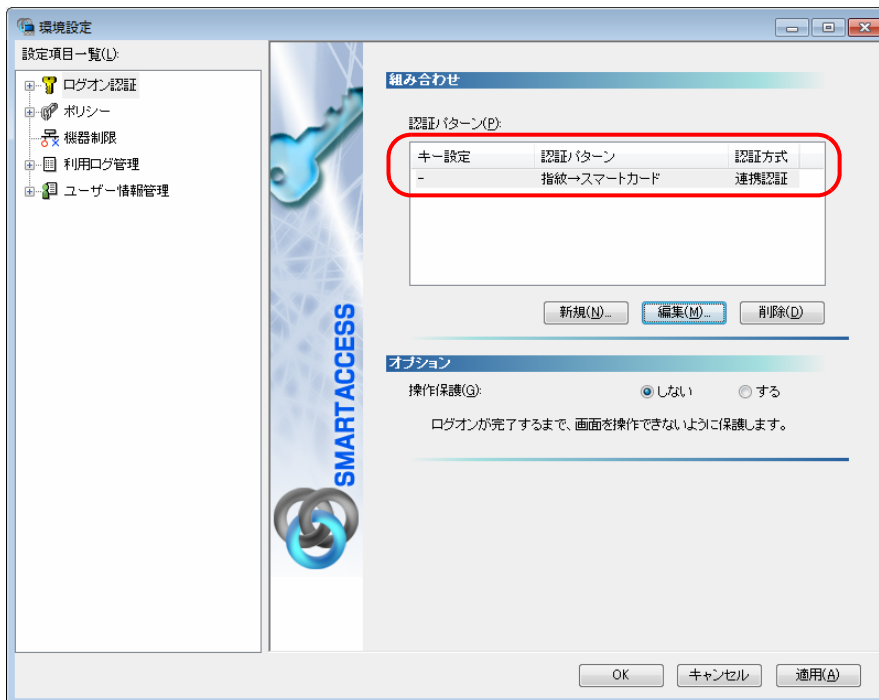 環境設定
設定項目一覧(L):
ログオン認証
ポリシー
機器制限
利用ログ管理
ユーザー情報管理
SMARTACCESS
組み合わせ
認証パターン(P):
キー設定 認証パターン 認証方式
- 指紋→スマートカード 連携認証
新規(N)... 編集(M)... 削除(D)
オプション
操作保護(G): しない する
ログオンが完了するまで、画面を操作できないように保護します。
OK キャンセル 適用(A)